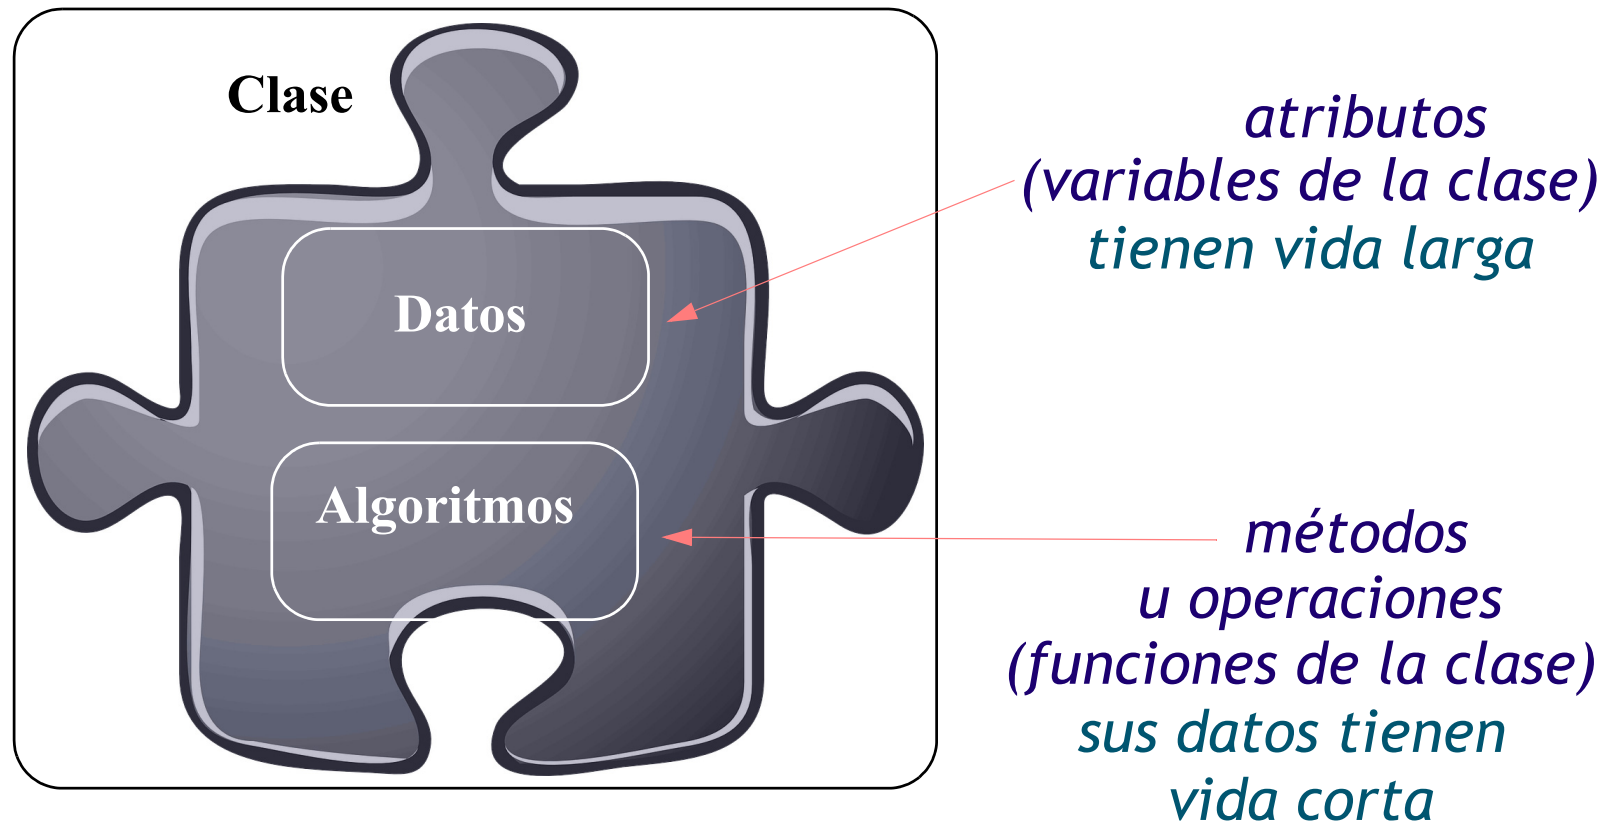 Clase
Datos
Algoritmos
atributos
(variables de la clase)
tienen vida larga
métodos
u operaciones
(funciones de la clase)
sus datos tienen
vida corta